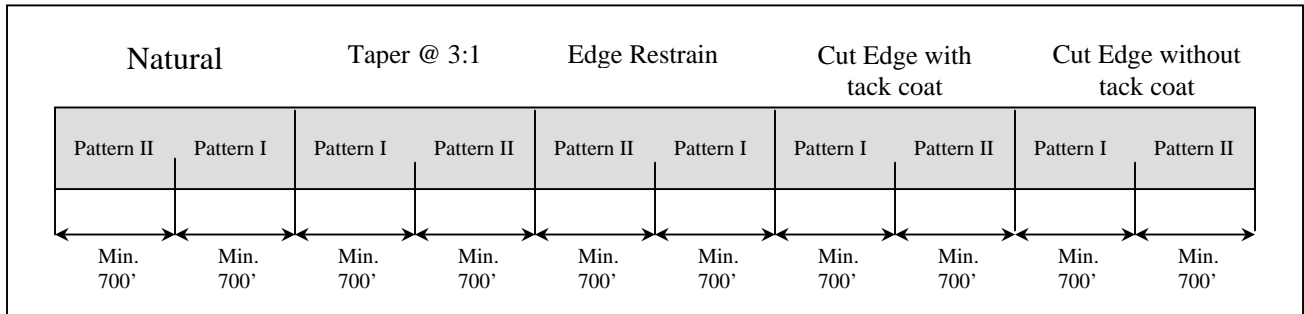 Natural
Taper @ 3:1
Edge Restrain
Cut Edge with
tack coat
Cut Edge without
tack coat
Pattern II
Pattern I
Pattern I
Pattern II
Pattern II
Pattern I
Pattern I
Pattern II
Pattern I
Pattern II
Min.
700’
Min.
700’
Min.
700’
Min.
700’
Min.
700’
Min.
700’
Min.
700’
Min.
700’
Min.
700’
Min.
700’